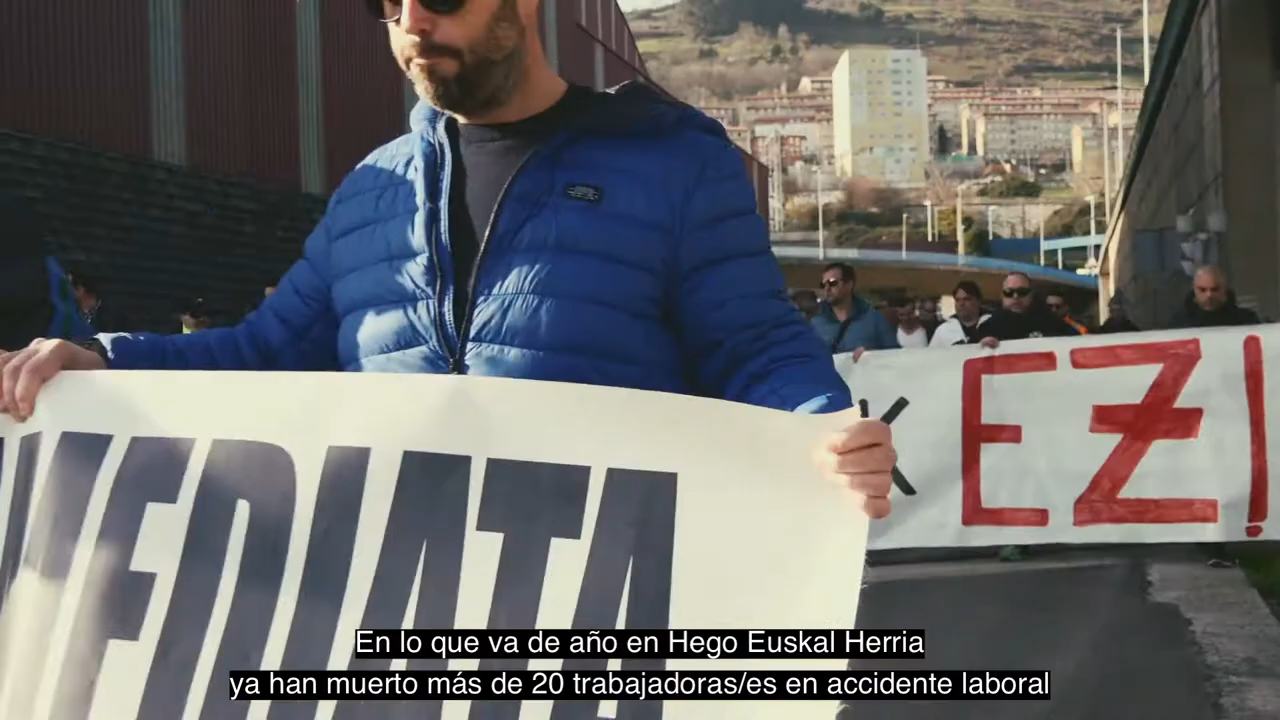 EZ!
MEDIATA
En lo que va de año en Hego Euskal Herria
ya han muerto más de 20 trabajadoras/es en accidente laboral